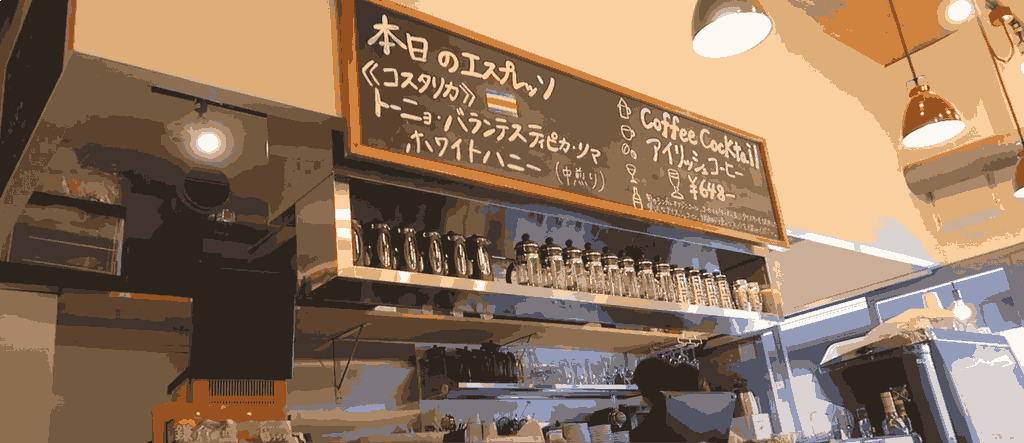 本日のエスプレッソ
《コスタリカ》
トーニョ・バランテス ティピカ・リマ
ホワイトハニー (中煎り)
Coffee Cocktail
アイリッシュコーヒー
¥648-